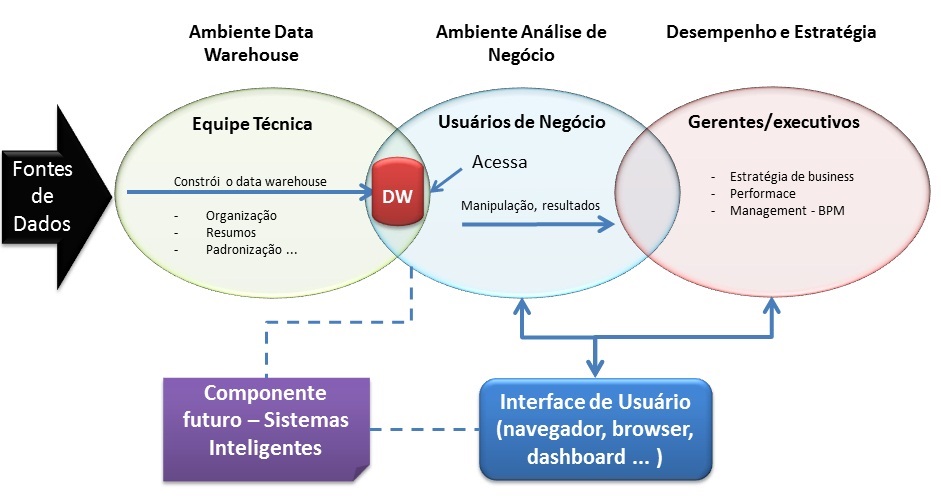 Ambiente Data
Warehouse
Ambiente Análise de
Negócio
Desempenho e Estratégia
Fontes
de
Dados
Equipe Técnica
Constrói o data warehouse
- Organização
- Resumos
- Padronização ...
DW
Usuários de Negócio
Acessa
Manipulação, resultados
Gerentes/executivos
- Estratégia de business
- Performace
- Management - BPM
Componente
futuro – Sistemas
Inteligentes
Interface de Usuário
(navegador, browser,
dashboard ... )